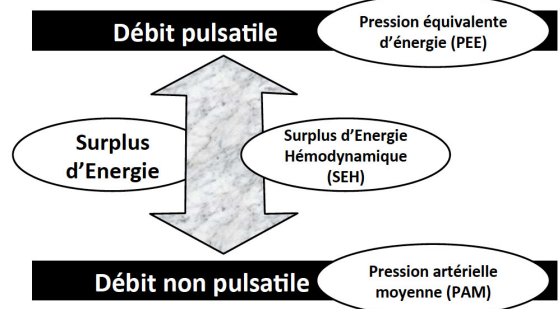 Débit pulsatile
Pression équivalente
d'énergie (PEE)
Surplus
d'Energie
Surplus d'Energie
Hémodynamique
(SEH)
Débit non pulsatile
Pression artérielle
moyenne (PAM)